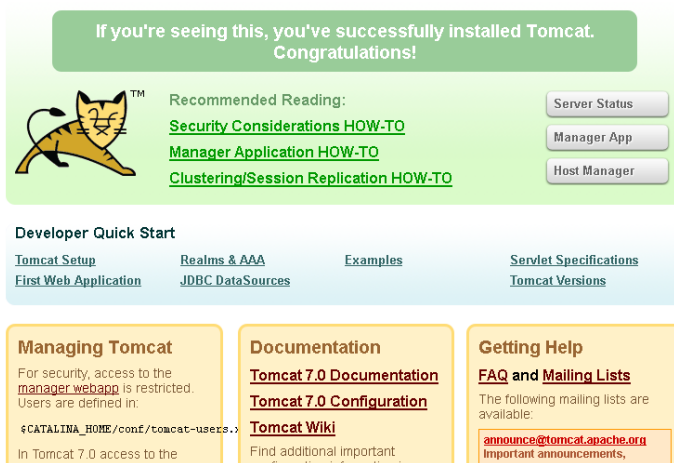 If you're seeing this, you've successfully installed Tomcat.
Congratulations!
TM
Recommended Reading:
Security Considerations HOW-TO
Manager Application HOW-TO
Clustering/Session Replication HOW-TO
Server Status
Manager App
Host Manager
Developer Quick Start
Tomcat Setup
First Web Application
Realms & AAA
JDBC DataSources
Examples
Servlet Specifications
Tomcat Versions
Managing Tomcat
For security, access to the
manager webapp is restricted.
Users are defined in:
$CATALINA_HOME/conf/tomcat-users.x
In Tomcat 7.0 access to the
Documentation
Tomcat 7.0 Documentation
Tomcat 7.0 Configuration
Tomcat Wiki
Find additional important
Getting Help
FAQ and Mailing Lists
The following mailing lists are
available:
announce@tomcat.apache.org
Important announcements,